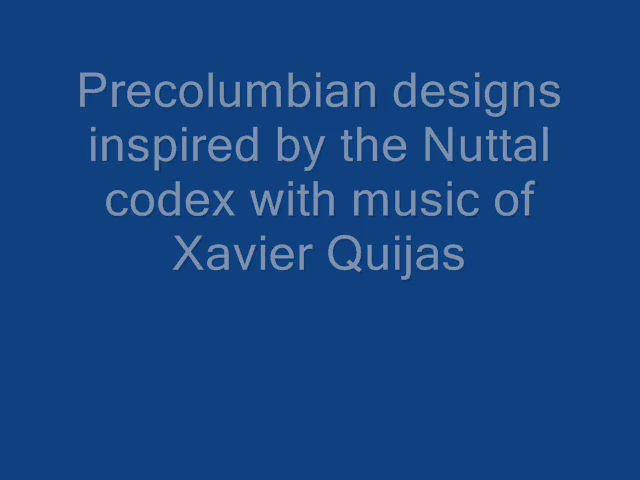 Precolumbian designs
inspired by the Nuttal
codex with music of
Xavier Quijas